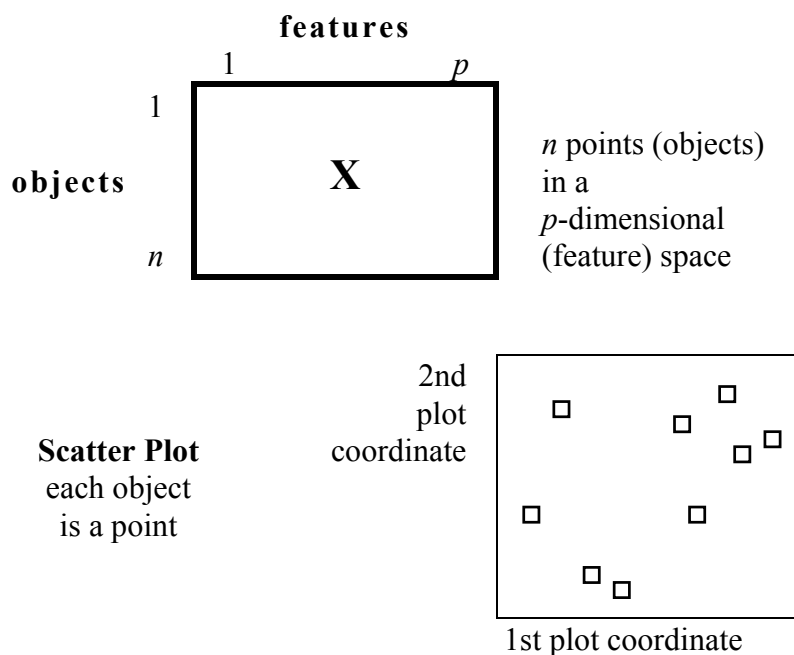 features
1 p
1
objects
X
n
n points (objects)
in a
p-dimensional
(feature) space
2nd
plot
coordinate
Scatter Plot
each object
is a point
1st plot coordinate